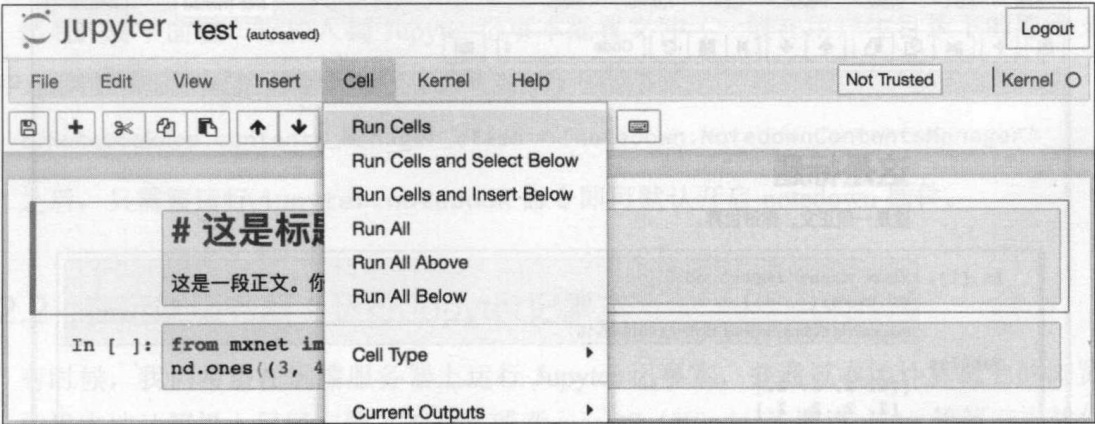 jupyter test (autosaved)
Logout
File Edit View Insert Cell Kernel Help Not Trusted Kernel
Run Cells
Run Cells and Select Below
Run Cells and Insert Below
Run All
Run All Above
Run All Below
Cell Type
Current Outputs
# 这是标题
这是一段正文。你
In [ ]: from mxnet im
nd.ones((3, 4